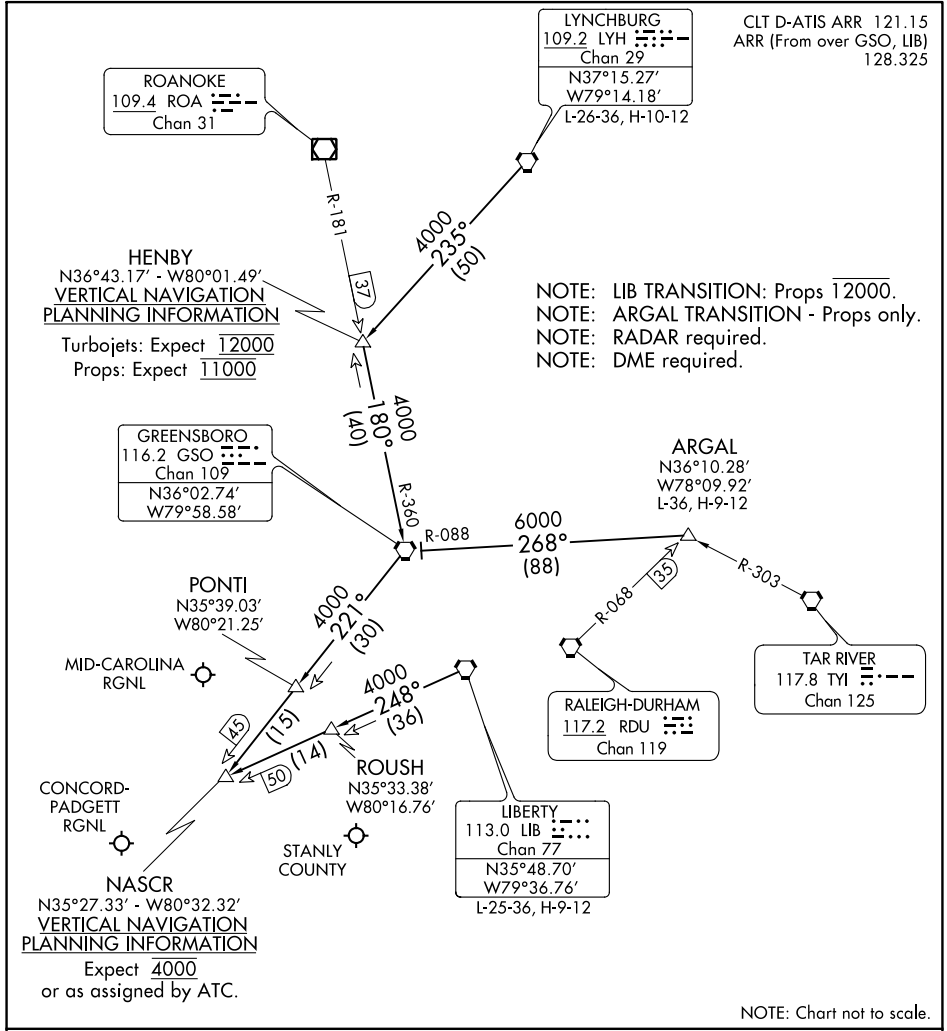 CLT D-ATIS ARR 121.15
ARR (From over GSO, LIB)
128.325
LYNCHBURG
109.2 LYH
Chan 29
N37°15.27'
W79°14.18'
L-26-36, H-10-12
ROANOKE
109.4 ROA
Chan 31
R-181
37
4000
235°
(50)
HENBY
N36°43.17' - W80°01.49'
VERTICAL NAVIGATION
PLANNING INFORMATION
Turbojets: Expect 12000
Props: Expect 11000
NOTE: LIB TRANSITION: Props 12000.
NOTE: ARGAL TRANSITION - Props only.
NOTE: RADAR required.
NOTE: DME required.
4000
180°
(40)
R-360
GREENSBORO
116.2 GSO
Chan 109
N36°02.74'
W79°58.58'
ARGAL
N36°10.28'
W78°09.92'
L-36, H-9-12
R-088
6000
268°
(88)
R-068
35
R-303
PONTI
N35°39.03'
W80°21.25'
4000
221°
(30)
MID-CAROLINA
RGNL
TAR RIVER
117.8 TYI
Chan 125
RALEIGH-DURHAM
117.2 RDU
Chan 119
4000
248°
(36)
45
(15)
50
(14)
ROUSH
N35°33.38'
W80°16.76'
CONCORD-
PADGETT
RGNL
STANLY
COUNTY
LIBERTY
113.0 LIB
Chan 77
N35°48.70'
W79°36.76'
L-25-36, H-9-12
NASCR
N35°27.33' - W80°32.32'
VERTICAL NAVIGATION
PLANNING INFORMATION
Expect 4000
or as assigned by ATC.
NOTE: Chart not to scale.